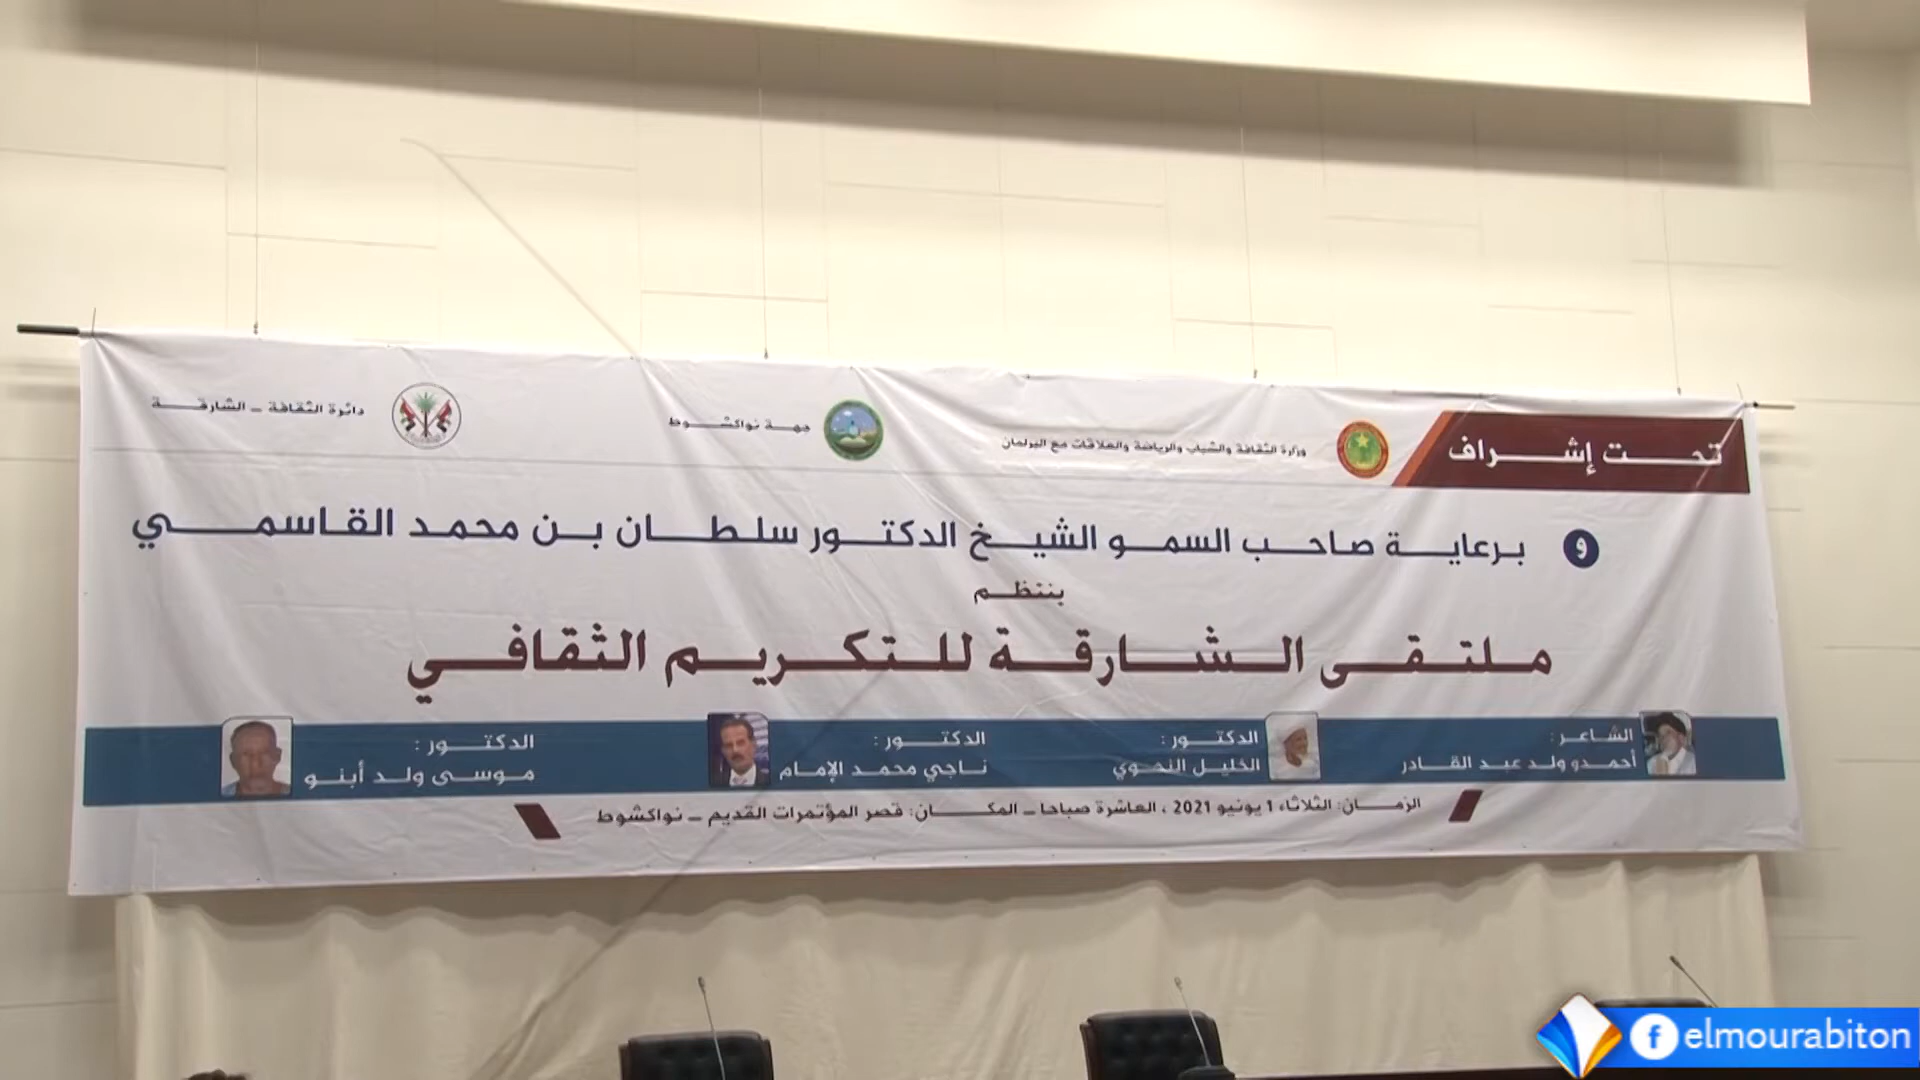 تحت إشراف
وزارة الثقافة والشباب والرياضة والعلاقات مع البرلمان
جهة نواكشوط
دائرة الثقافة - الشارقة
و برعاية صاحب السمو الشيخ الدكتور سلطان بن محمد القاسمي
ينتظم
ملتقى الشارقة للتكريم الثقافي
الشاعر:
أحمدو ولد عبد القادر
الدكتور:
الخليل النحوي
الدكتور:
ناجي محمد الإمام
الدكتور:
موسى ولد أبنو
الزمان: الثلاثاء 1 يونيو 2021 ، العاشرة صباحا - المكان: قصر المؤتمرات القديم - نواكشوط
elmourabiton